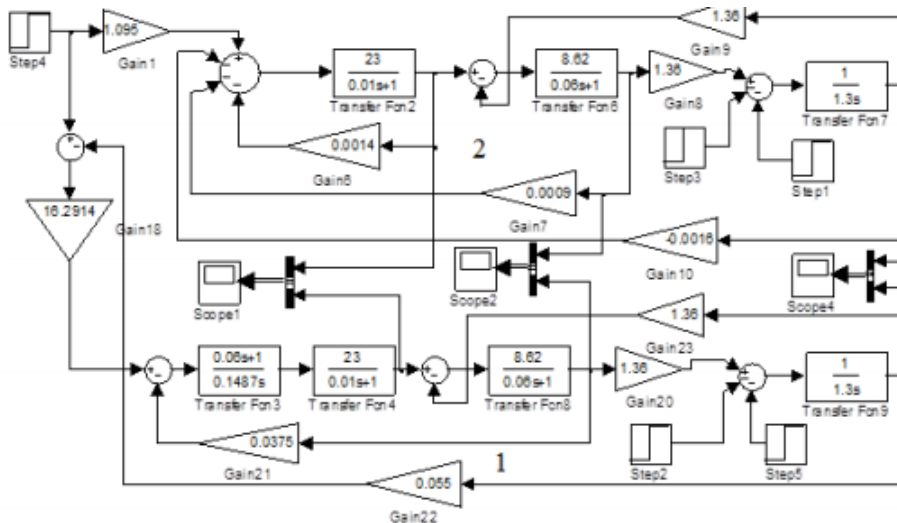 Step4
1.095
Gain1
23
0.01s+1
Transfer Fcn2
8.62
0.06s+1
Transfer Fcn6
1.36
Gain9
1.36
Gain8
1
1.3s
Transfer Fcn7
0.0014
Gain6
2
0.0009
Gain7
Step3
Step1
16.2914
Gain18
-0.0016
Gain10
Scope1
Scope2
Scope4
1.36
Gain23
0.06s+1
0.1487s
Transfer Fcn3
23
0.01s+1
Transfer Fcn4
8.62
0.06s+1
Transfer Fcn8
1.36
Gain20
1
1.3s
Transfer Fcn9
0.0375
Gain21
1
Step2
Step5
0.055
Gain22